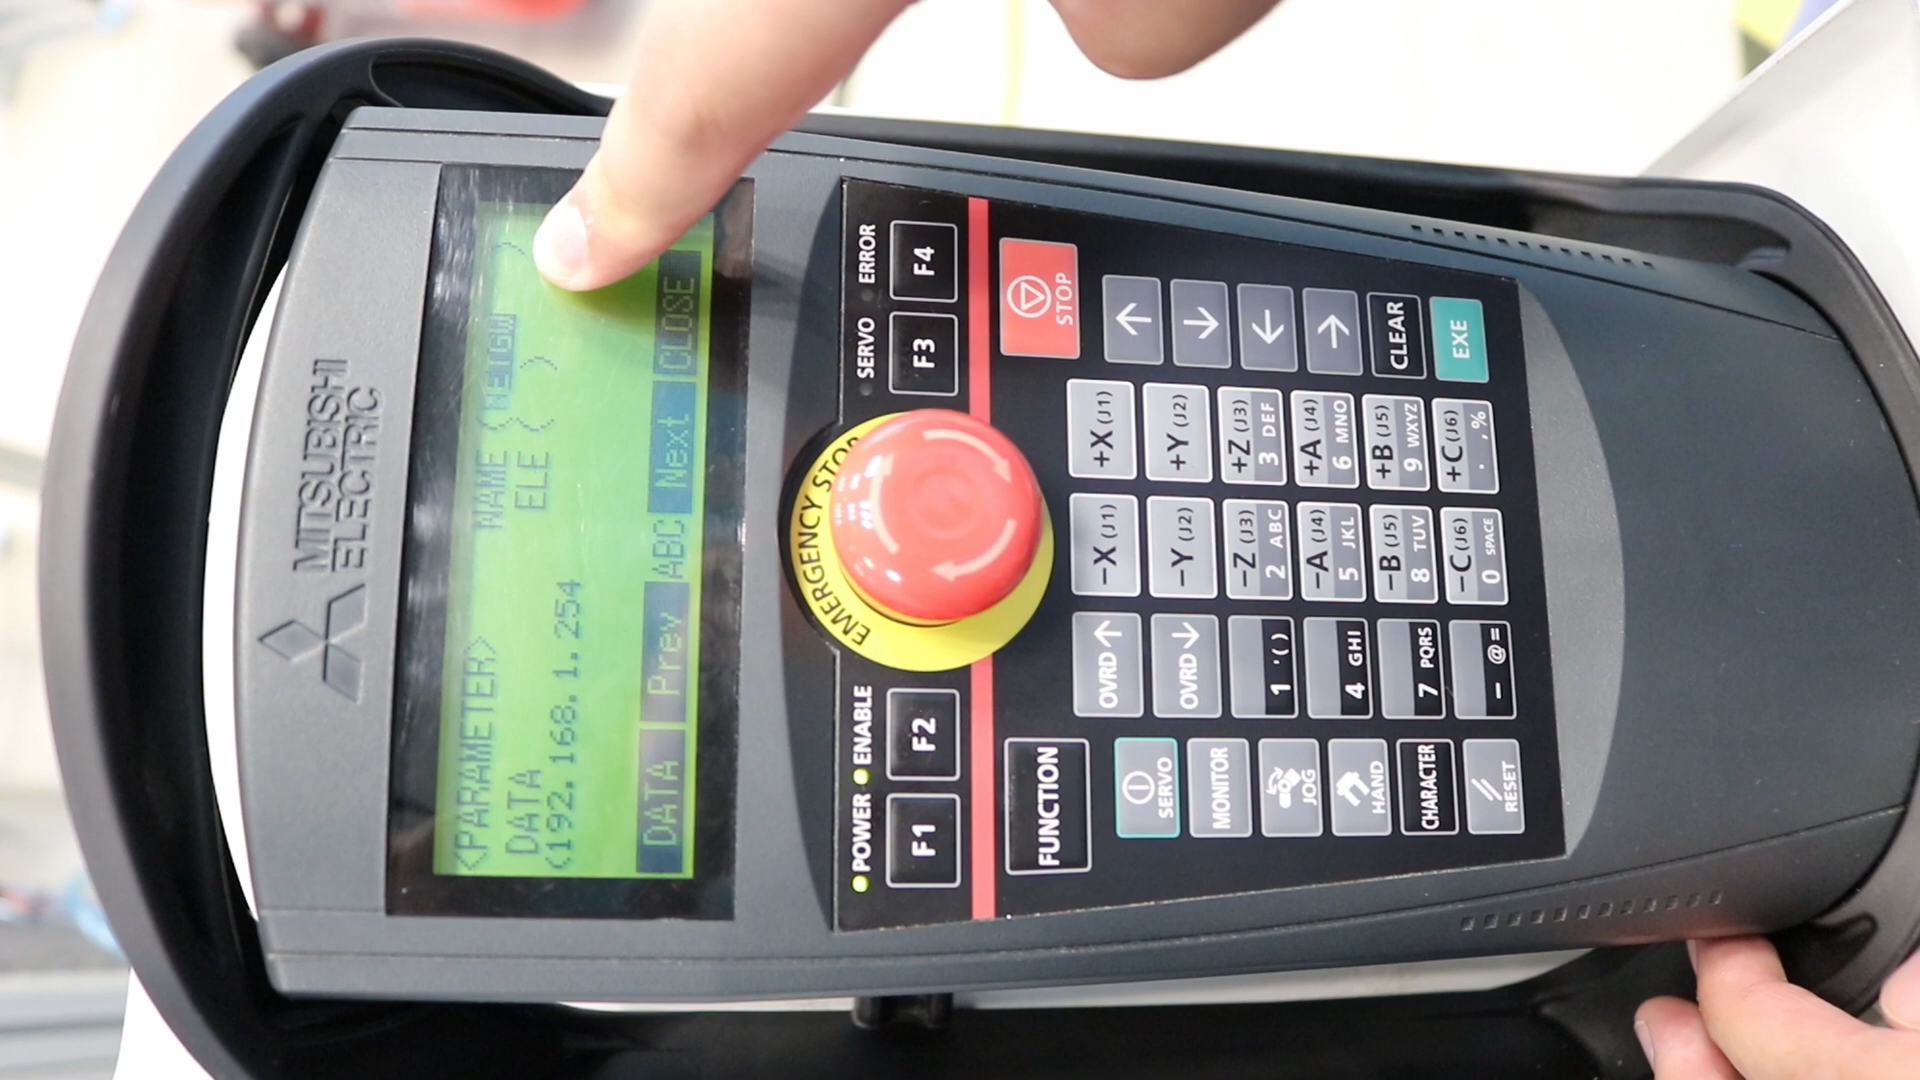 MITSUBISHI
ELECTRIC
<PARAMETER> NAME (NETGW )
DATA ELE ( )
(192.168.1.254
DATA Prev ABC Next CLOSE
EMERGENCY STOP
POWER ENABLE SERVO ERROR
F1 F2 F3 F4
FUNCTION STOP
OVRD↑ -X(J1) +X(J1) ↑
SERVO OVRD↓ -Y(J2) +Y(J2) ↓
MONITOR 1 '() -Z(J3) 2 ABC +Z(J3) 3 DEF ←
JOG 4 GHI -A(J4) 5 JKL +A(J4) 6 MNO →
HAND 7 PQRS -B(J5) 8 TUV +B(J5) 9 WXYZ CLEAR
CHARACTER - @= -C(J6) 0 SPACE +C(J6) . ,% EXE
RESET